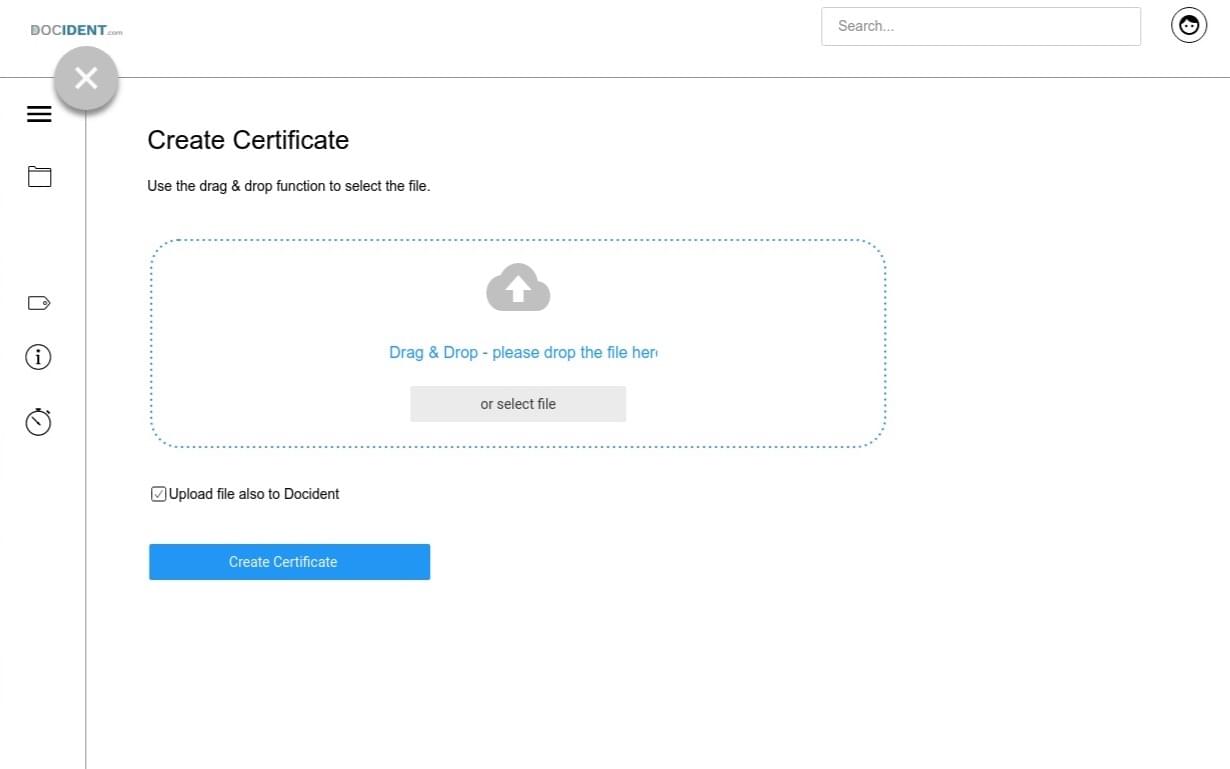 DOCIDENT.com
Search...
Create Certificate
Use the drag & drop function to select the file.
Drag & Drop - please drop the file her
or select file
Upload file also to Docident
Create Certificate